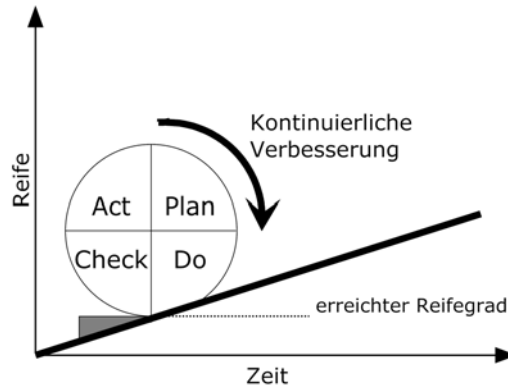 Reife
Kontinuierliche
Verbesserung
Act
Plan
Check
Do
erreichter Reifegrad
Zeit